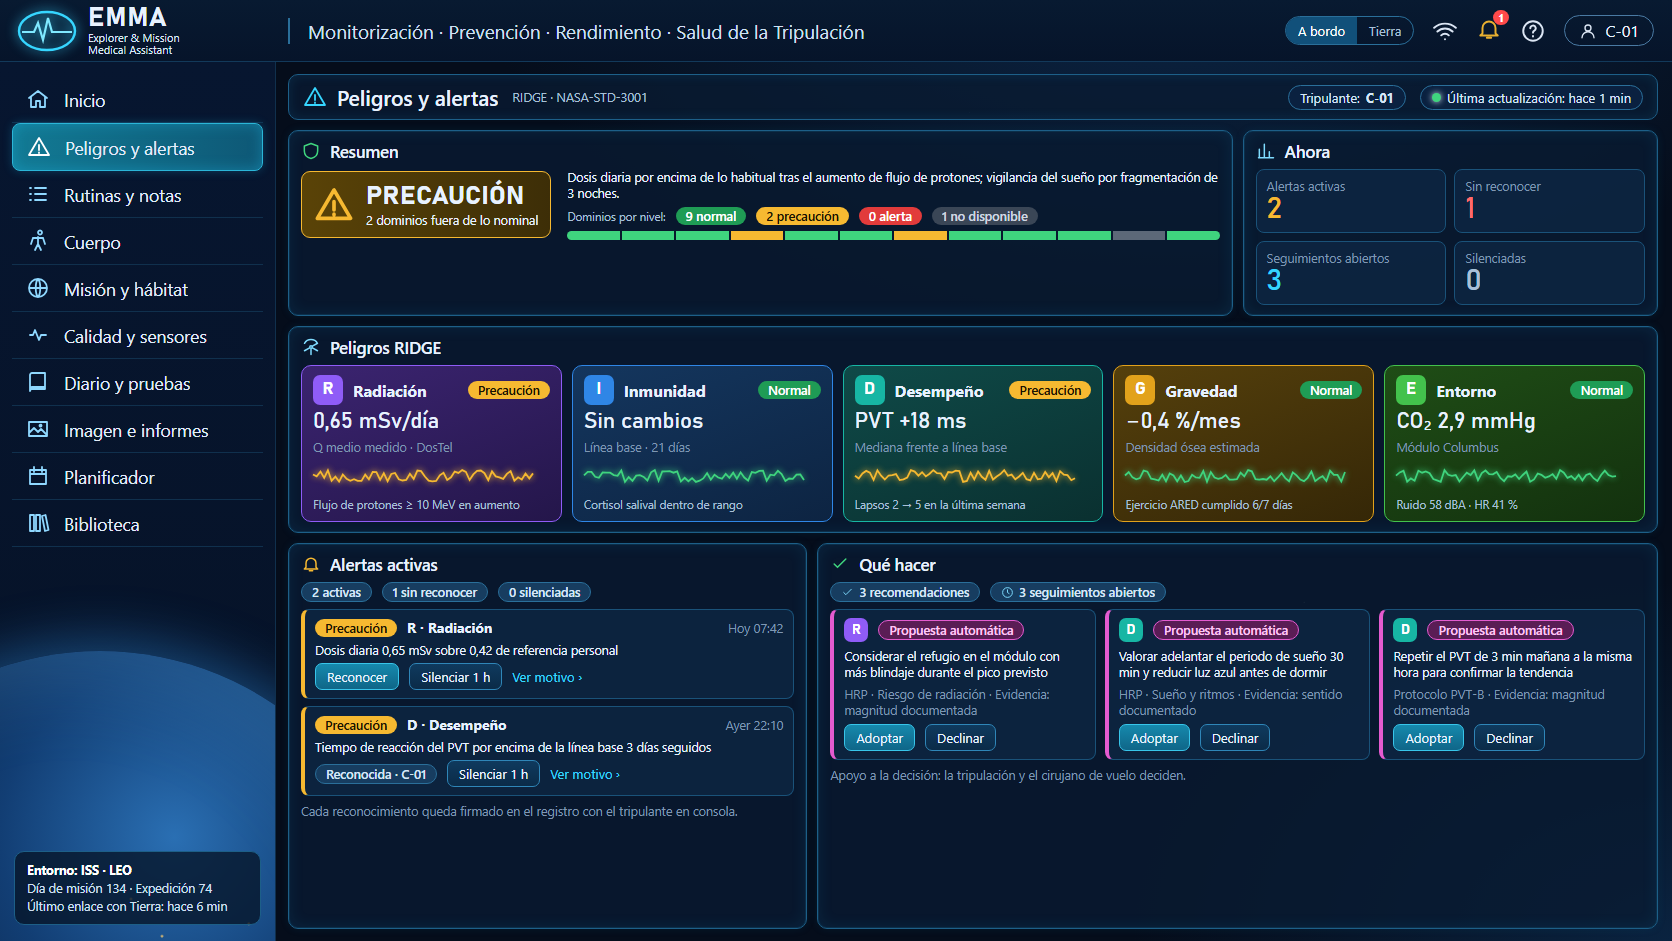 EMMA
Explorer & Mission
Medical Assistant
Monitorización · Prevención · Rendimiento · Salud de la Tripulación
A bordo
Tierra
1
C-01
Inicio
Peligros y alertas
Rutinas y notas
Cuerpo
Misión y hábitat
Calidad y sensores
Diario y pruebas
Imagen e informes
Planificador
Biblioteca
Entorno: ISS · LEO
Día de misión 134 · Expedición 74
Último enlace con Tierra: hace 6 min
Peligros y alertas
RIDGE · NASA-STD-3001
Tripulante: C-01
Última actualización: hace 1 min
Resumen
PRECAUCIÓN
2 dominios fuera de lo nominal
Dosis diaria por encima de lo habitual tras el aumento de flujo de protones; vigilancia del sueño por fragmentación de
3 noches.
Dominios por nivel:
9 normal
2 precaución
0 alerta
1 no disponible
Ahora
Alertas activas
2
Sin reconocer
1
Seguimientos abiertos
3
Silenciadas
0
Peligros RIDGE
R
Radiación
Precaución
0,65 mSv/día
Q medio medido · DosTel
Flujo de protones ≥ 10 MeV en aumento
I
Inmunidad
Normal
Sin cambios
Línea base · 21 días
Cortisol salival dentro de rango
D
Desempeño
Precaución
PVT +18 ms
Mediana frente a línea base
Lapsos 2 → 5 en la última semana
G
Gravedad
Normal
−0,4 %/mes
Densidad ósea estimada
Ejercicio ARED cumplido 6/7 días
E
Entorno
Normal
CO₂ 2,9 mmHg
Módulo Columbus
Ruido 58 dBA · HR 41 %
Alertas activas
2 activas
1 sin reconocer
0 silenciadas
Precaución
R · Radiación
Hoy 07:42
Dosis diaria 0,65 mSv sobre 0,42 de referencia personal
Reconocer
Silenciar 1 h
Ver motivo ›
Precaución
D · Desempeño
Ayer 22:10
Tiempo de reacción del PVT por encima de la línea base 3 días seguidos
Reconocida · C-01
Silenciar 1 h
Ver motivo ›
Cada reconocimiento queda firmado en el registro con el tripulante en consola.
Qué hacer
3 recomendaciones
3 seguimientos abiertos
R
Propuesta automática
Considerar el refugio en el módulo con
más blindaje durante el pico previsto
HRP · Riesgo de radiación · Evidencia:
magnitud documentada
Adoptar
Declinar
D
Propuesta automática
Valorar adelantar el periodo de sueño 30
min y reducir luz azul antes de dormir
HRP · Sueño y ritmos · Evidencia: sentido
documentado
Adoptar
Declinar
D
Propuesta automática
Repetir el PVT de 3 min mañana a la misma
hora para confirmar la tendencia
Protocolo PVT-B · Evidencia: magnitud
documentada
Adoptar
Declinar
Apoyo a la decisión: la tripulación y el cirujano de vuelo deciden.